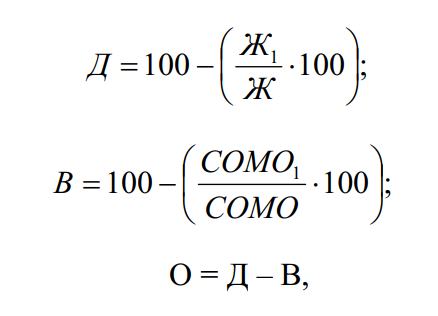 Д = 100 − (Ж₁/Ж · 100);
В = 100 − (СОМО₁/СОМО · 100);
О = Д – В,